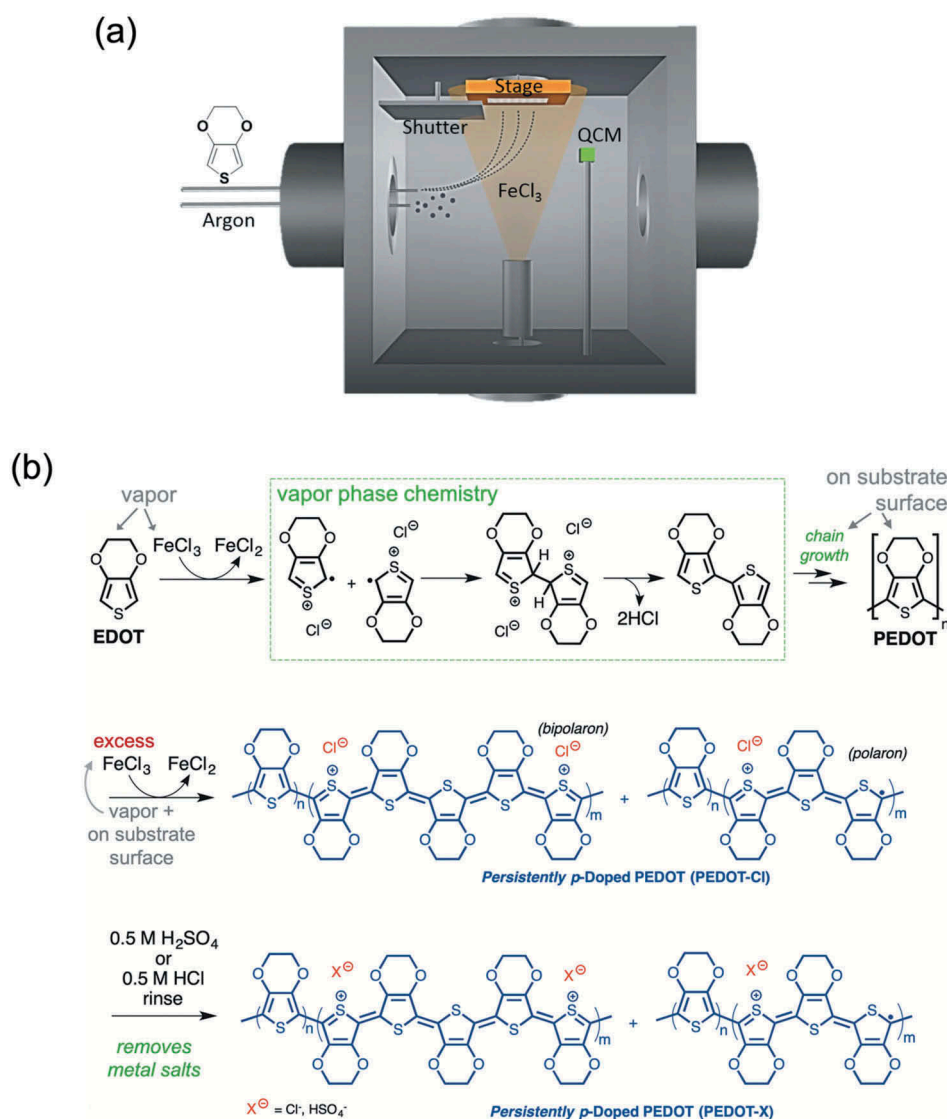 (a)
Stage
Shutter
QCM
O O
S
FeCl₃
Argon
(b)
vapor
vapor phase chemistry
on substrate
surface
FeCl₃ FeCl₂
Cl⊖
Cl⊖
H
chain
growth
O O
S
⊕
+
S
⊕
O O
H
2HCl
n
EDOT
Cl⊖
Cl⊖
PEDOT
excess
FeCl₃ FeCl₂
Cl⊖
(bipolaron)
Cl⊖
Cl⊖
(polaron)
vapor +
on substrate
surface
n
m
+
n
m
Persistently p-Doped PEDOT (PEDOT-Cl)
0.5 M H₂SO₄
or
0.5 M HCl
rinse
X⊖
X⊖
X⊖
n
m
+
n
m
removes
metal salts
X⊖ = Cl⁻, HSO₄⁻
Persistently p-Doped PEDOT (PEDOT-X)